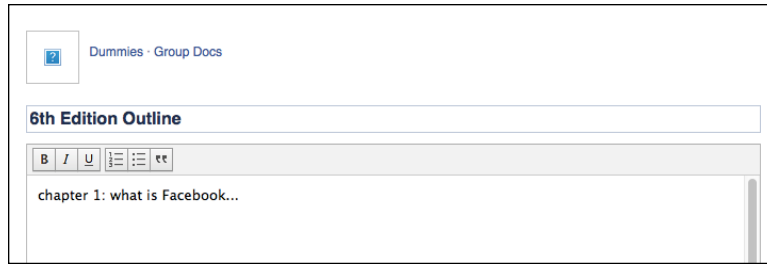 Dummies · Group Docs
6th Edition Outline
B I U
chapter 1: what is Facebook...